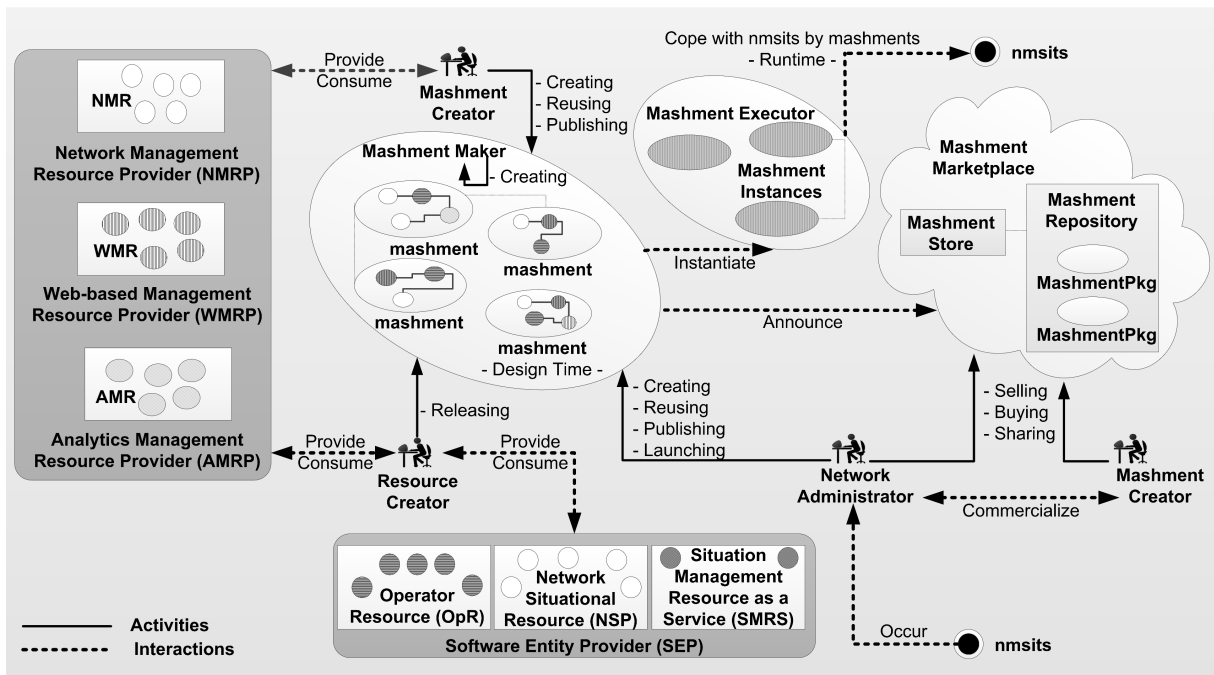 NMR
Network Management
Resource Provider (NMRP)
WMR
Web-based Management
Resource Provider (WMRP)
AMR
Analytics Management
Resource Provider (AMRP)
Provide
Consume
Mashment
Creator
- Creating
- Reusing
- Publishing
Mashment Maker
- Creating
mashment
mashment
mashment
mashment
- Design Time -
Cope with nmsits by mashments
- Runtime -
nmsits
Mashment Executor
Mashment
Instances
Instantiate
Announce
Mashment
Marketplace
Mashment
Store
Mashment
Repository
MashmentPkg
MashmentPkg
- Releasing
Provide
Consume
Resource
Creator
Provide
Consume
- Creating
- Reusing
- Publishing
- Launching
Network
Administrator
- Selling
- Buying
- Sharing
Mashment
Creator
Commercialize
Operator
Resource (OpR)
Network
Situational
Resource (NSP)
Situation
Management
Resource as a
Service (SMRS)
Software Entity Provider (SEP)
Occur
nmsits
Activities
Interactions